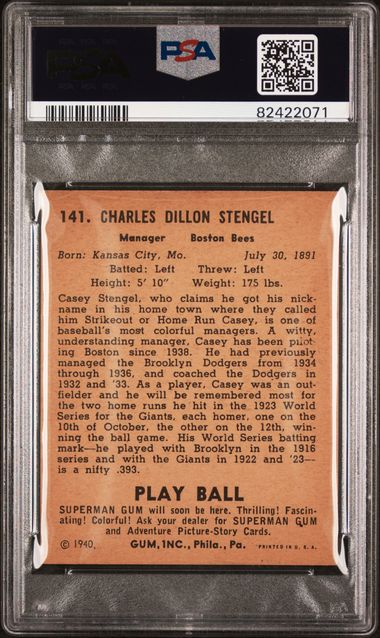 PSA
PSA
82422071
141. CHARLES DILLON STENGEL
Manager Boston Bees
Born: Kansas City, Mo. July 30, 1891
Batted: Left Threw: Left
Height: 5' 10" Weight: 175 lbs.
Casey Stengel, who claims he got his nick-
name in his home town where they called
him Strikeout or Home Run Casey, is one of
baseball's most colorful managers. A witty,
understanding manager, Casey has been pilot-
ing Boston since 1938. He had previously
managed the Brooklyn Dodgers from 1934
through 1936, and coached the Dodgers in
1932 and '33. As a player, Casey was an out-
fielder and he will be remembered most for
the two home runs he hit in the 1923 World
Series for the Giants, each homer, one on the
10th of October, the other on the 12th, win-
ning the ball game. His World Series batting
mark—he played with Brooklyn in the 1916
series and with the Giants in 1922 and '23—
is a nifty .393.
PLAY BALL
SUPERMAN GUM will soon be here. Thrilling! Fascin-
ating! Colorful! Ask your dealer for SUPERMAN GUM
and Adventure Picture-Story Cards.
© 1940, GUM, INC., Phila., Pa. PRINTED IN U. S. A.